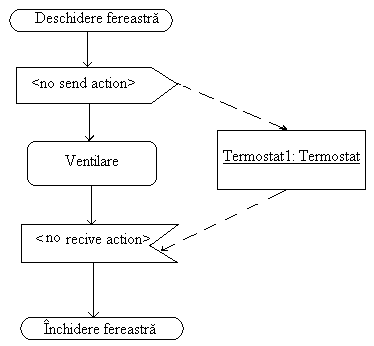 Deschidere fereastră
<no send action>
Ventilare
Termostat1: Termostat
<no recive action>
Închidere fereastră